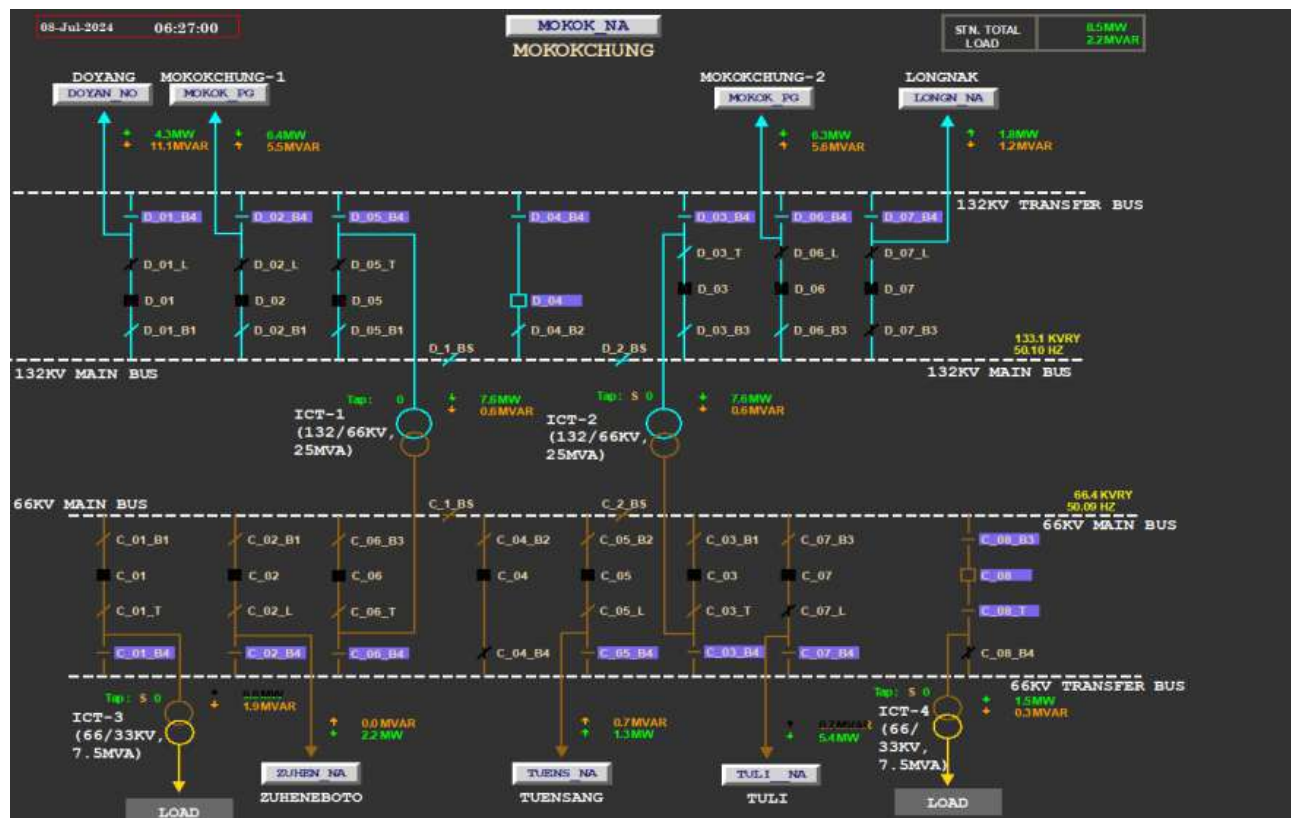 08-Jul-2024 06:27:00
MOKOK_NA
MOKOKCHUNG
STN. TOTAL LOAD
8.5MW
2.2MVAR
DOYANG
MOKOKCHUNG-1
MOKOKCHUNG-2
LONGNAK
DOYAN_NO
MOKOK_PG
MOKOK_PG
LONGN_NA
4.3MW
11.1MVAR
6.4MW
5.5MVAR
6.3MW
5.6MVAR
1.8MW
1.2MVAR
132KV TRANSFER BUS
D_01_B4
D_02_B4
D_05_B4
D_04_B4
D_03_B4
D_06_B4
D_07_B4
D_01_L
D_02_L
D_05_T
D_03_T
D_06_L
D_07_L
D_01
D_02
D_05
D_04
D_03
D_06
D_07
D_01_B1
D_02_B1
D_05_B1
D_04_B2
D_03_B3
D_06_B3
D_07_B3
133.1 KVRY
50.10 HZ
D_1_BS
D_2_BS
132KV MAIN BUS
132KV MAIN BUS
Tap: 0
7.6MW
0.6MVAR
Tap: S 0
7.6MW
0.6MVAR
ICT-1
(132/66KV,
25MVA)
ICT-2
(132/66KV,
25MVA)
66.4 KVRY
50.09 HZ
66KV MAIN BUS
C_1_BS
C_2_BS
66KV MAIN BUS
C_01_B1
C_02_B1
C_06_B3
C_04_B2
C_05_B2
C_03_B1
C_07_B3
C_08_B3
C_01
C_02
C_06
C_04
C_05
C_03
C_07
C_08
C_01_T
C_02_L
C_06_T
C_05_L
C_03_T
C_07_L
C_08_T
C_01_B4
C_02_B4
C_06_B4
C_04_B4
C_05_B4
C_03_B4
C_07_B4
C_08_B4
66KV TRANSFER BUS
Tap: S 0
1.9MVAR
ICT-3
(66/33KV,
7.5MVA)
0.0MVAR
2.2MW
0.7MVAR
1.3MW
5.4MW
Tap: S 0
1.5MW
0.3MVAR
ICT-4
(66/
33KV,
7.5MVA)
ZUHEN_NA
ZUHENEBOTO
TUENS_NA
TUENSANG
TULI__NA
TULI
LOAD
LOAD